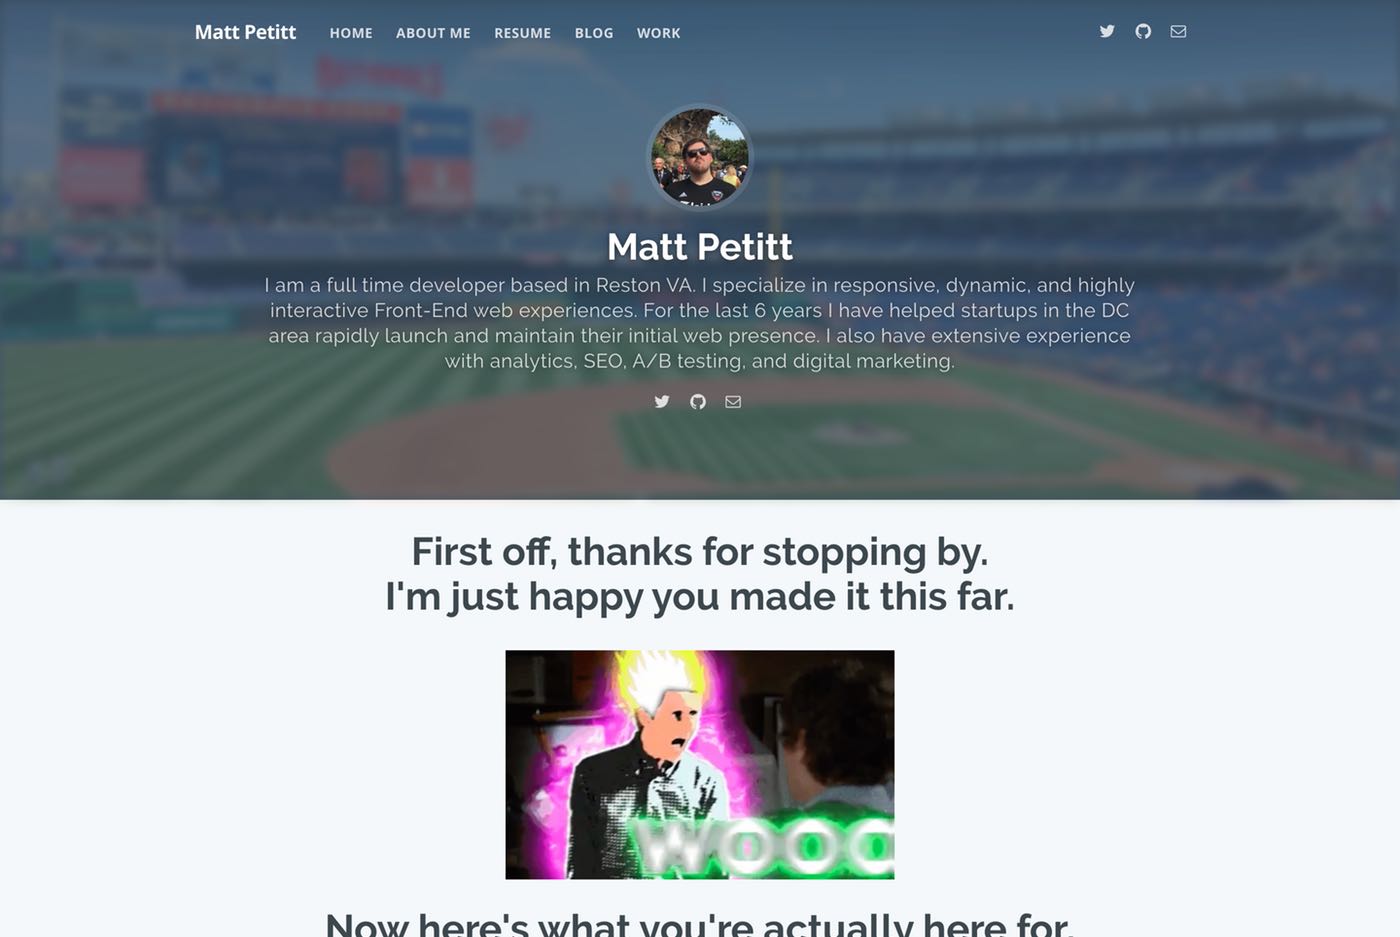 Matt Petitt HOME ABOUT ME RESUME BLOG WORK
Matt Petitt
I am a full time developer based in Reston VA. I specialize in responsive, dynamic, and highly
interactive Front-End web experiences. For the last 6 years I have helped startups in the DC
area rapidly launch and maintain their initial web presence. I also have extensive experience
with analytics, SEO, A/B testing, and digital marketing.
First off, thanks for stopping by.
I'm just happy you made it this far.
WOOO
Now here's what you're actually here for.